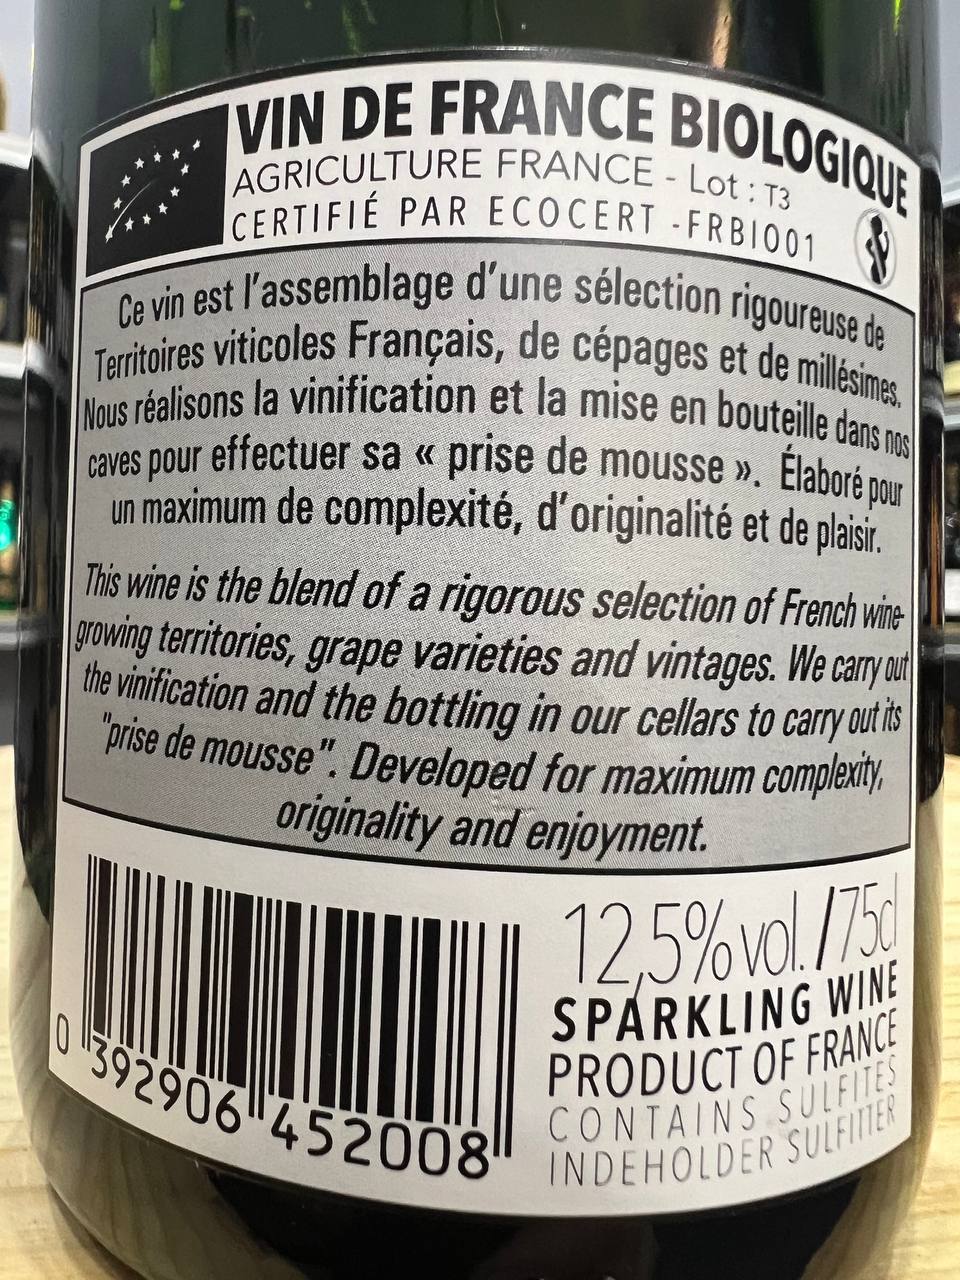 VIN DE FRANCE BIOLOGIQUE
AGRICULTURE FRANCE - Lot : T3
CERTIFIÉ PAR ECOCERT -FRBIO01
Ce vin est l'assemblage d'une sélection rigoureuse de
Territoires viticoles Français, de cépages et de millésimes.
Nous réalisons la vinification et la mise en bouteille dans nos
caves pour effectuer sa « prise de mousse ». Élaboré pour
un maximum de complexité, d'originalité et de plaisir.
This wine is the blend of a rigorous selection of French wine-
growing territories, grape varieties and vintages. We carry out
the vinification and the bottling in our cellars to carry out its
"prise de mousse". Developed for maximum complexity,
originality and enjoyment.
0 392906 452008
12,5% vol. /75cl
SPARKLING WINE
PRODUCT OF FRANCE
CONTAINS SULFITES
INDEHOLDER SULFITTER